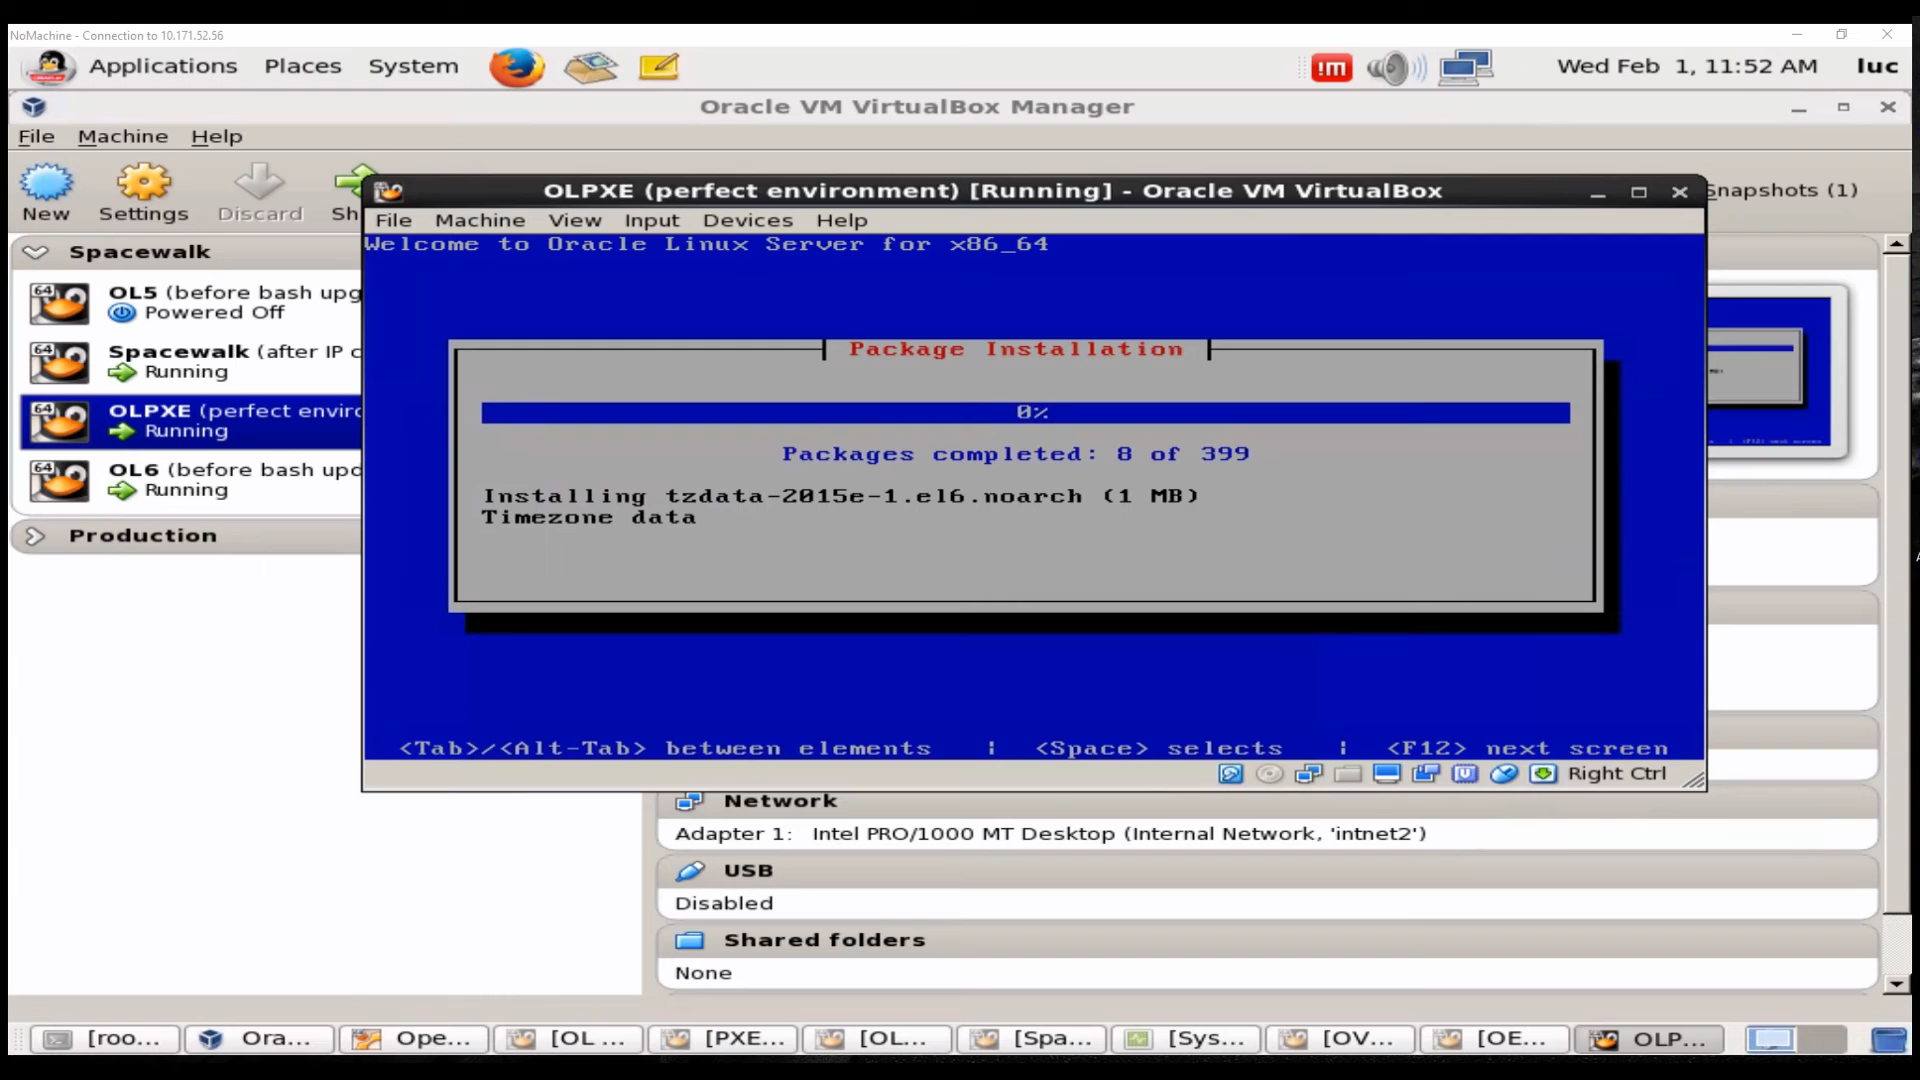 NoMachine - Connection to 10.171.52.56
Applications Places System
!m
Wed Feb 1, 11:52 AM luc
Oracle VM VirtualBox Manager
File Machine Help
New Settings Discard Sh
Snapshots (1)
OLPXE (perfect environment) [Running] - Oracle VM VirtualBox
File Machine View Input Devices Help
Welcome to Oracle Linux Server for x86_64
Package Installation
0%
Packages completed: 8 of 399
Installing tzdata-2015e-1.el6.noarch (1 MB)
Timezone data
<Tab>/<Alt-Tab> between elements | <Space> selects | <F12> next screen
Right Ctrl
Spacewalk
64 OL5 (before bash upg
Powered Off
64 Spacewalk (after IP c
Running
64 OLPXE (perfect enviro
Running
64 OL6 (before bash upd
Running
Production
Network
Adapter 1: Intel PRO/1000 MT Desktop (Internal Network, 'intnet2')
USB
Disabled
Shared folders
None
[roo... Ora... Ope... [OL ... [PXE... [OL... [Spa... [Sys... [OV... [OE... OLP...